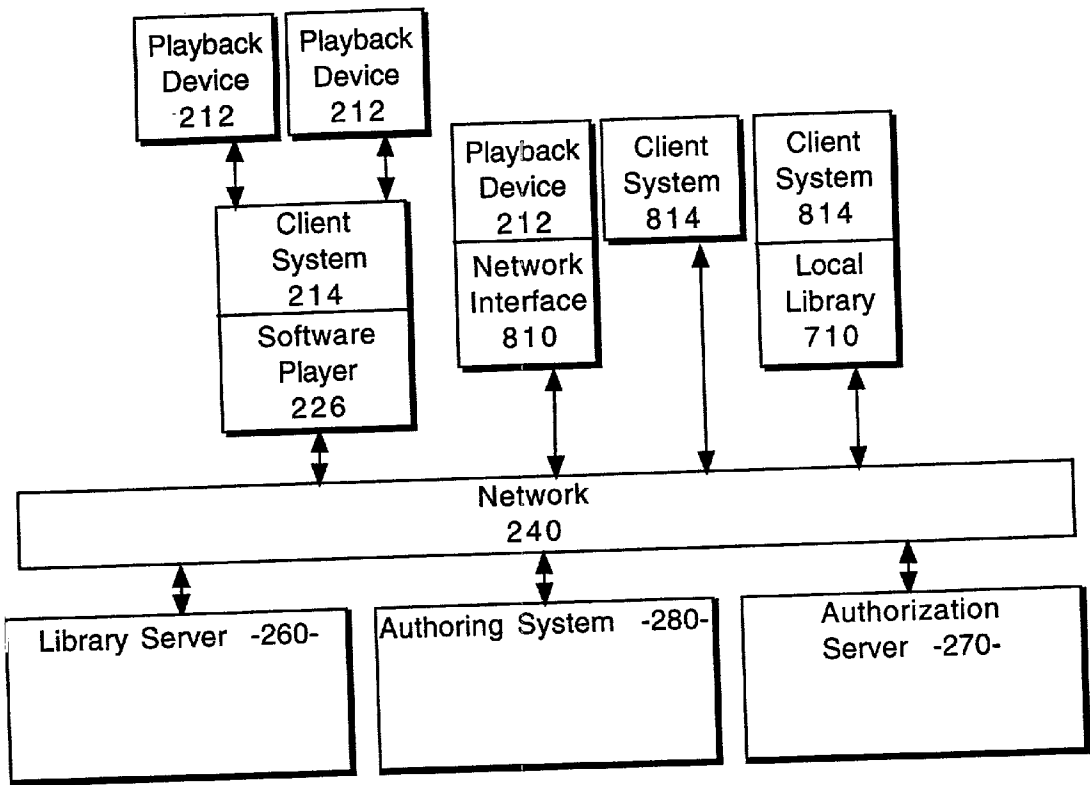 Playback
Device
212
Playback
Device
212
Client
System
214
Software
Player
226
Playback
Device
212
Network
Interface
810
Client
System
814
Client
System
814
Local
Library
710
Network
240
Library Server -260-
Authoring System -280-
Authorization
Server -270-